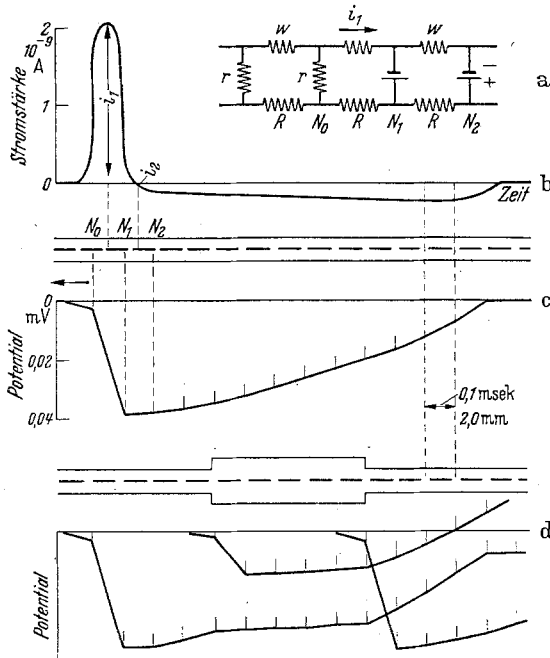 2
10⁻⁹
A
1
0
Stromstärke
i₁
i₂
w
i₁
w
r
r
−
+
R
N₀
R
N₁
R
N₂
a
b
Zeit
N₀
N₁
N₂
0
mV
0,02
0,04
Potential
c
0,1 msek
2,0 mm
d
Potential